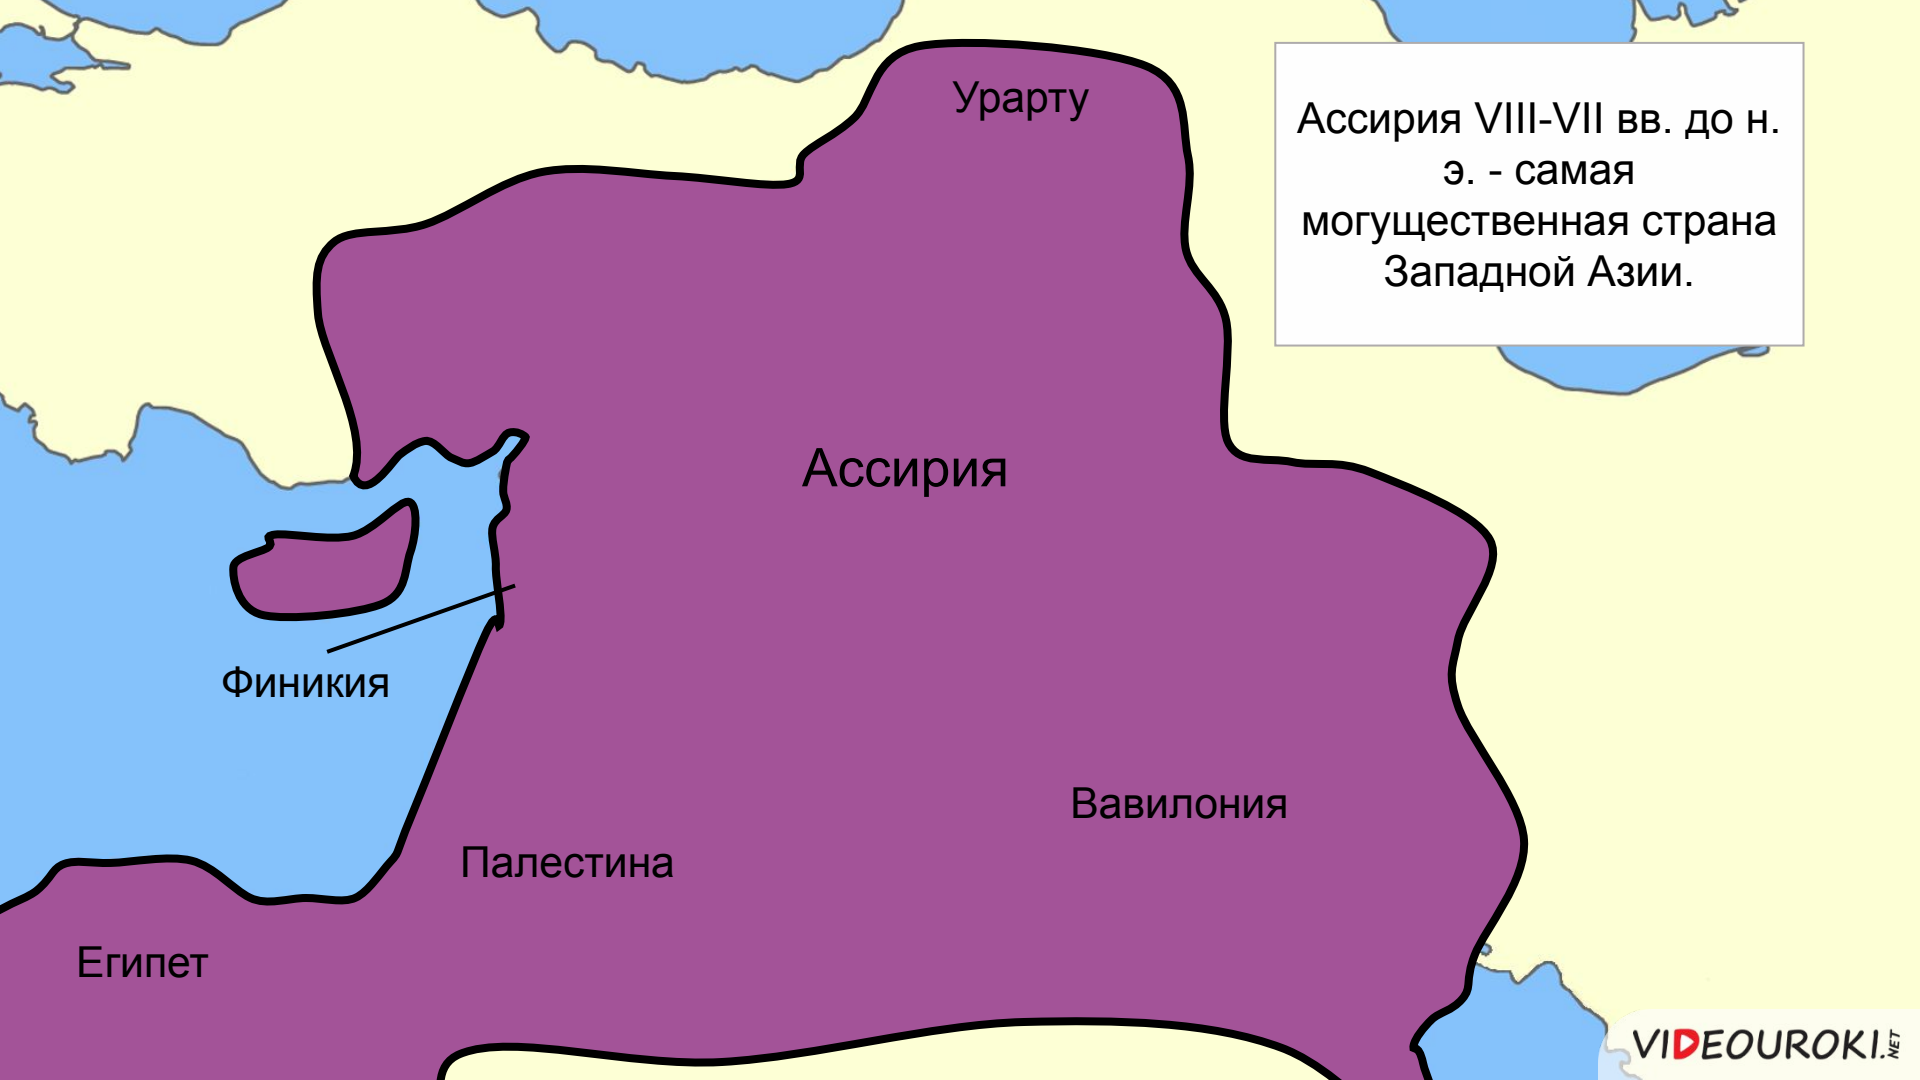 Урарту
Ассирия VIII-VII вв. до н.
э. - самая
могущественная страна
Западной Азии.
Ассирия
Финикия
Вавилония
Палестина
Египет
VIDEOUROKI.NET